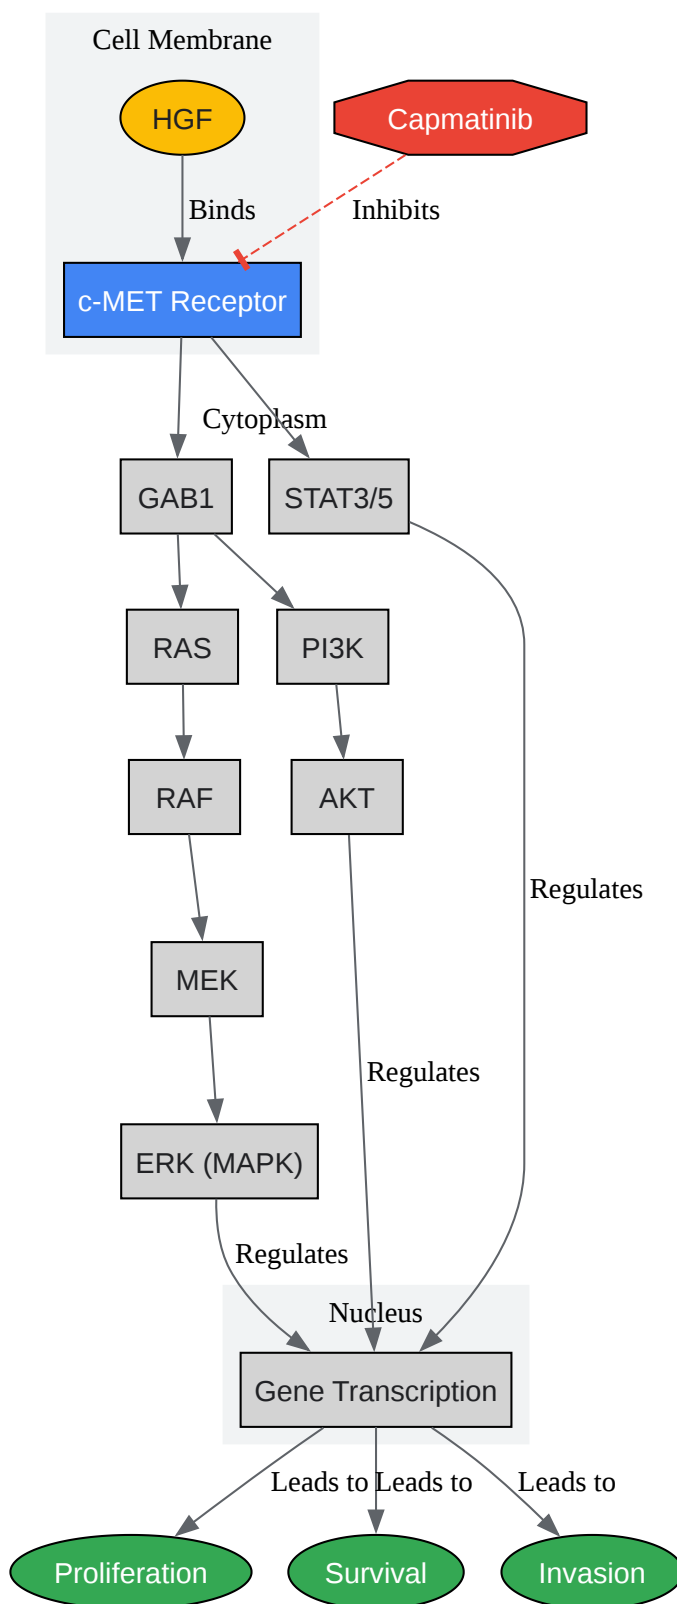 Cell Membrane
HGF
Capmatinib
Binds
Inhibits
c-MET Receptor
Cytoplasm
GAB1
STAT3/5
RAS
PI3K
RAF
AKT
Regulates
MEK
Regulates
ERK (MAPK)
Regulates
Nucleus
Gene Transcription
Leads to
Leads to
Leads to
Proliferation
Survival
Invasion